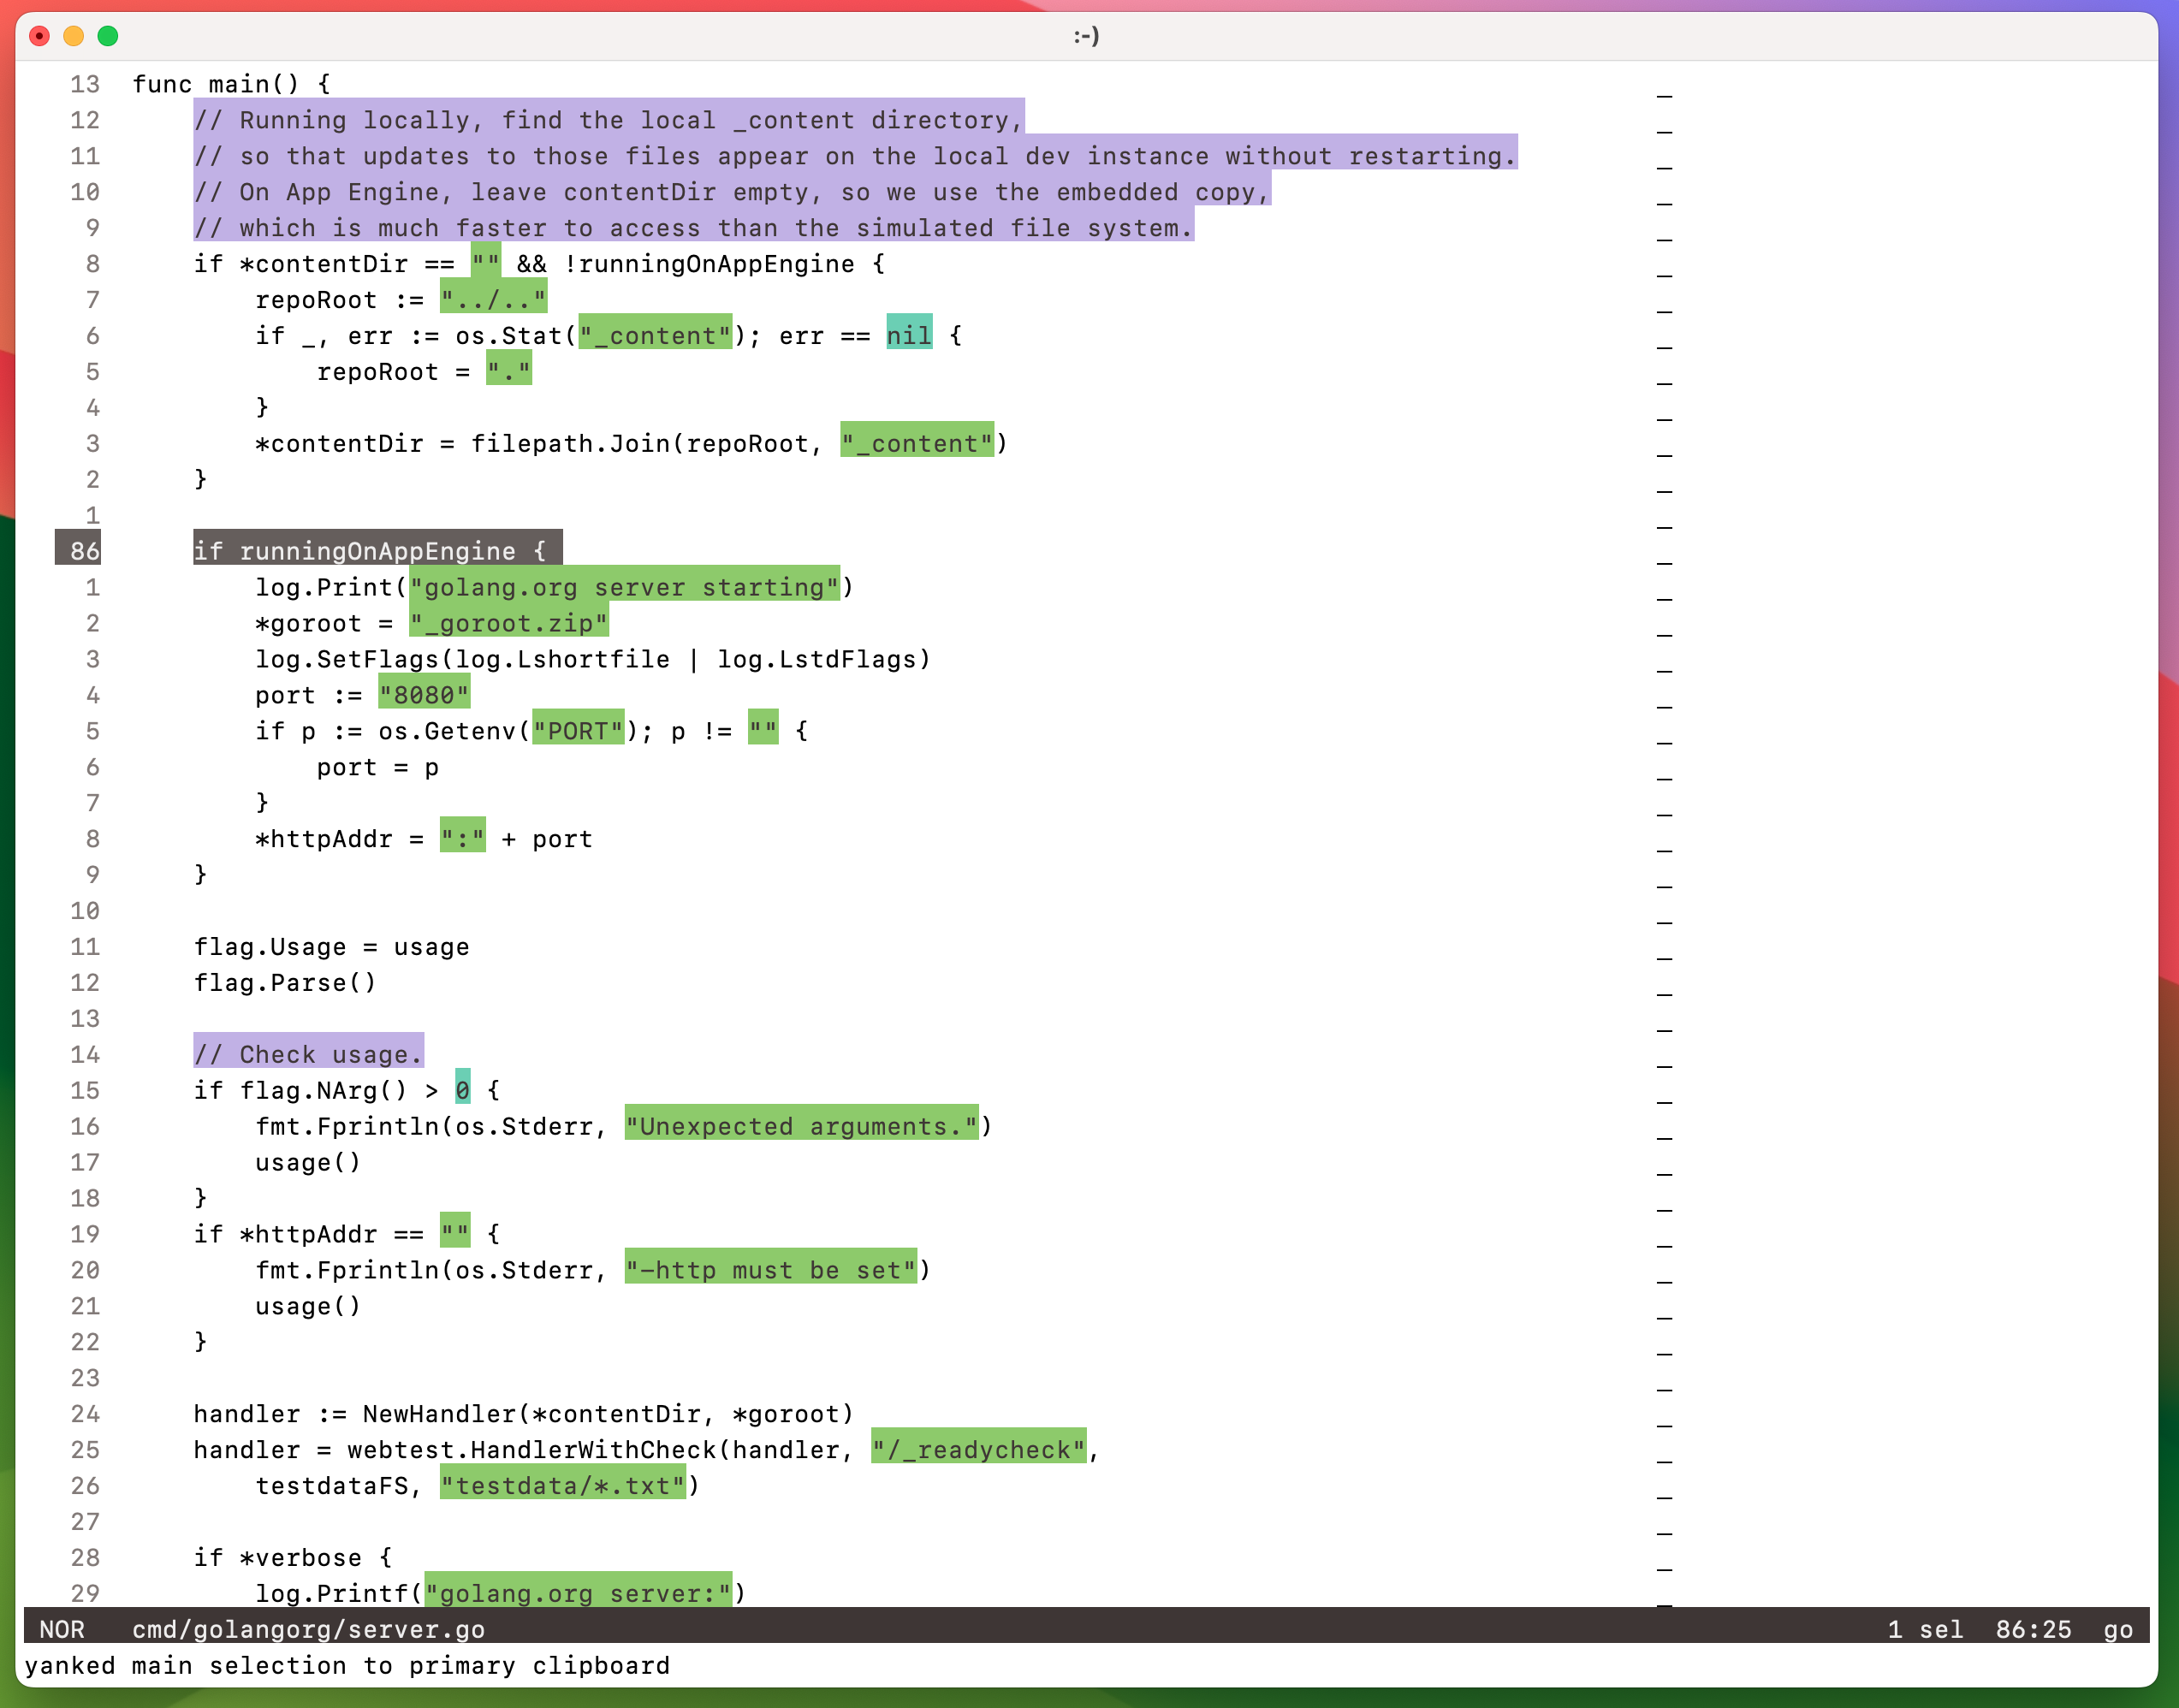 :-)
13 func main() {
12     // Running locally, find the local _content directory,
11     // so that updates to those files appear on the local dev instance without restarting.
10     // On App Engine, leave contentDir empty, so we use the embedded copy,
9     // which is much faster to access than the simulated file system.
8     if *contentDir == "" && !runningOnAppEngine {
7         repoRoot := "../.."
6         if _, err := os.Stat("_content"); err == nil {
5             repoRoot = "."
4         }
3         *contentDir = filepath.Join(repoRoot, "_content")
2     }
1
86     if runningOnAppEngine {
1         log.Print("golang.org server starting")
2         *goroot = "_goroot.zip"
3         log.SetFlags(log.Lshortfile | log.LstdFlags)
4         port := "8080"
5         if p := os.Getenv("PORT"); p != "" {
6             port = p
7         }
8         *httpAddr = ":" + port
9     }
10
11     flag.Usage = usage
12     flag.Parse()
13
14     // Check usage.
15     if flag.NArg() > 0 {
16         fmt.Fprintln(os.Stderr, "Unexpected arguments.")
17         usage()
18     }
19     if *httpAddr == "" {
20         fmt.Fprintln(os.Stderr, "-http must be set")
21         usage()
22     }
23
24     handler := NewHandler(*contentDir, *goroot)
25     handler = webtest.HandlerWithCheck(handler, "/_readycheck",
26         testdataFS, "testdata/*.txt")
27
28     if *verbose {
29         log.Printf("golang.org server:")
NOR cmd/golangorg/server.go 1 sel 86:25 go
yanked main selection to primary clipboard